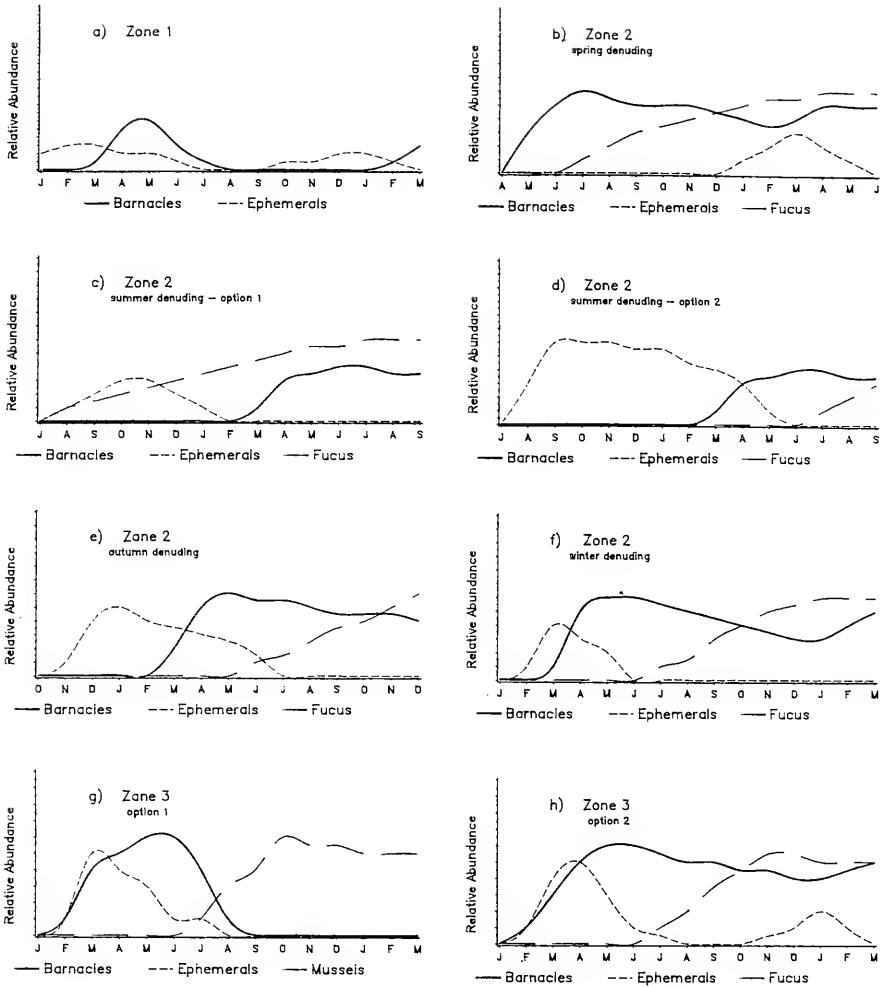 a) Zone 1
Relative Abundance
J F M A M J J A S O N D J F M
Barnacles Ephemerals
b) Zone 2
spring denuding
Relative Abundance
A M J J A S O N D J F M A M J
Barnacles Ephemerals Fucus
c) Zone 2
summer denuding – option 1
Relative Abundance
J A S O N D J F M A M J J A S
Barnacles Ephemerals Fucus
d) Zone 2
summer denuding – option 2
Relative Abundance
J A S O N D J F M A M J J A S
Barnacles Ephemerals Fucus
e) Zone 2
autumn denuding
Relative Abundance
O N D J F M A M J J A S O N D
Barnacles Ephemerals Fucus
f) Zone 2
winter denuding
Relative Abundance
J F M A M J J A S O N D J F M
Barnacles Ephemerals Fucus
g) Zone 3
option 1
Relative Abundance
J F M A M J J A S O N D J F M
Barnacles Ephemerals Mussels
h) Zone 3
option 2
Relative Abundance
J F M A M J J A S O N D J F M
Barnacles Ephemerals Fucus